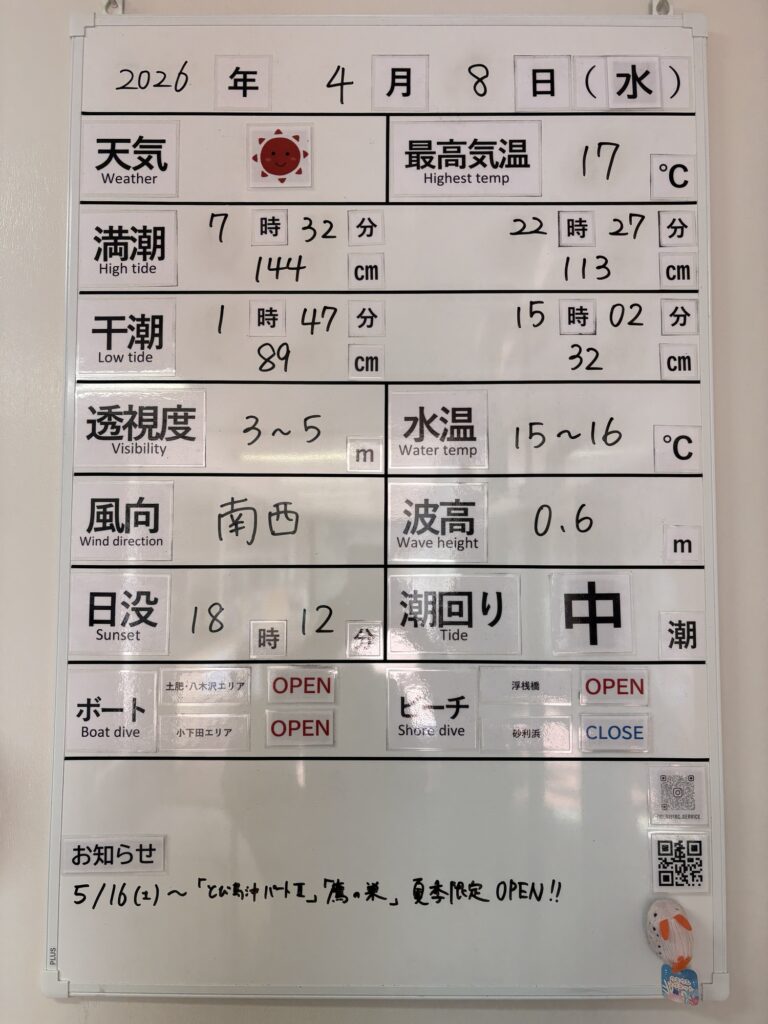 2026 年 4 月 8 日 (水)
天気 Weather
最高気温 Highest temp 17 ℃
満潮 High tide 7 時 32 分 144 cm
22 時 27 分 113 cm
干潮 Low tide 1 時 47 分 89 cm
15 時 02 分 32 cm
透視度 Visibility 3～5 m
水温 Water temp 15～16 ℃
風向 Wind direction 南西
波高 Wave height 0.6 m
日没 Sunset 18 時 12 分
潮回り Tide 中 潮
ボート Boat dive
土肥・八木沢エリア OPEN
小下田エリア OPEN
ビーチ Shore dive
浮桟橋 OPEN
砂利浜 CLOSE
お知らせ
5/16(土)～「とび島沖パートⅡ」「鷹の巣」 夏季限定 OPEN!!
PLUS